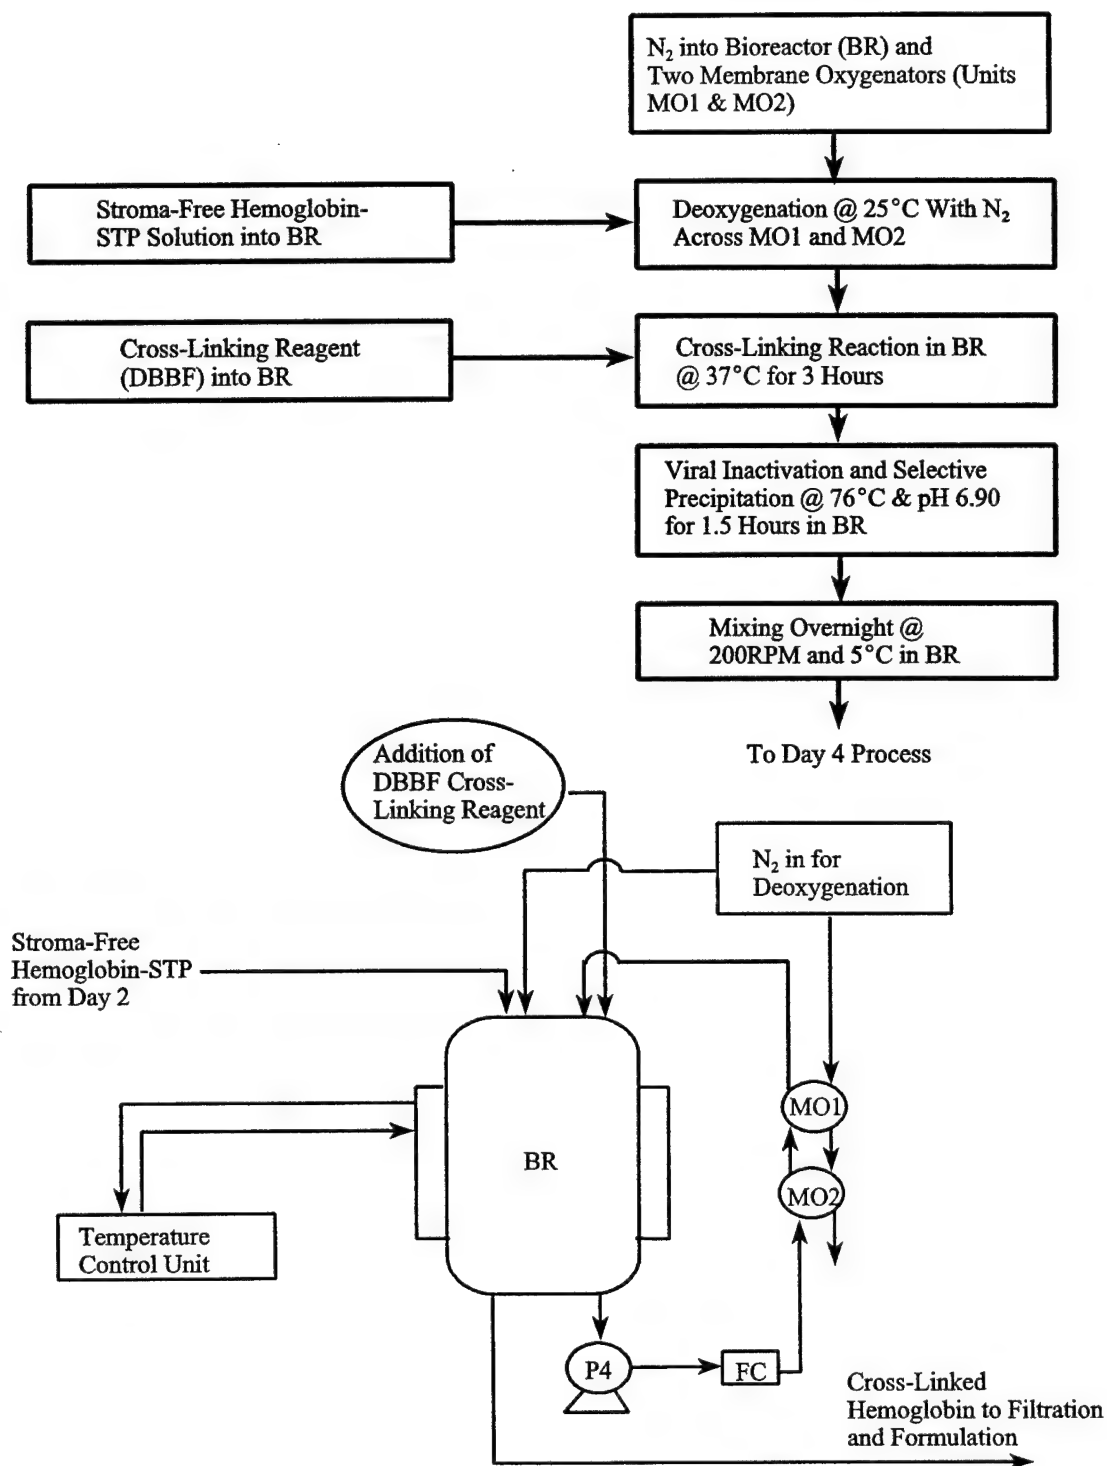 N₂ into Bioreactor (BR) and
Two Membrane Oxygenators (Units
MO1 & MO2)
Stroma-Free Hemoglobin-
STP Solution into BR
Deoxygenation @ 25°C With N₂
Across MO1 and MO2
Cross-Linking Reagent
(DBBF) into BR
Cross-Linking Reaction in BR
@ 37°C for 3 Hours
Viral Inactivation and Selective
Precipitation @ 76°C & pH 6.90
for 1.5 Hours in BR
Mixing Overnight @
200RPM and 5°C in BR
To Day 4 Process
Addition of
DBBF Cross-
Linking Reagent
N₂ in for
Deoxygenation
Stroma-Free
Hemoglobin-STP
from Day 2
MO1
BR
MO2
Temperature
Control Unit
P4
FC
Cross-Linked
Hemoglobin to Filtration
and Formulation